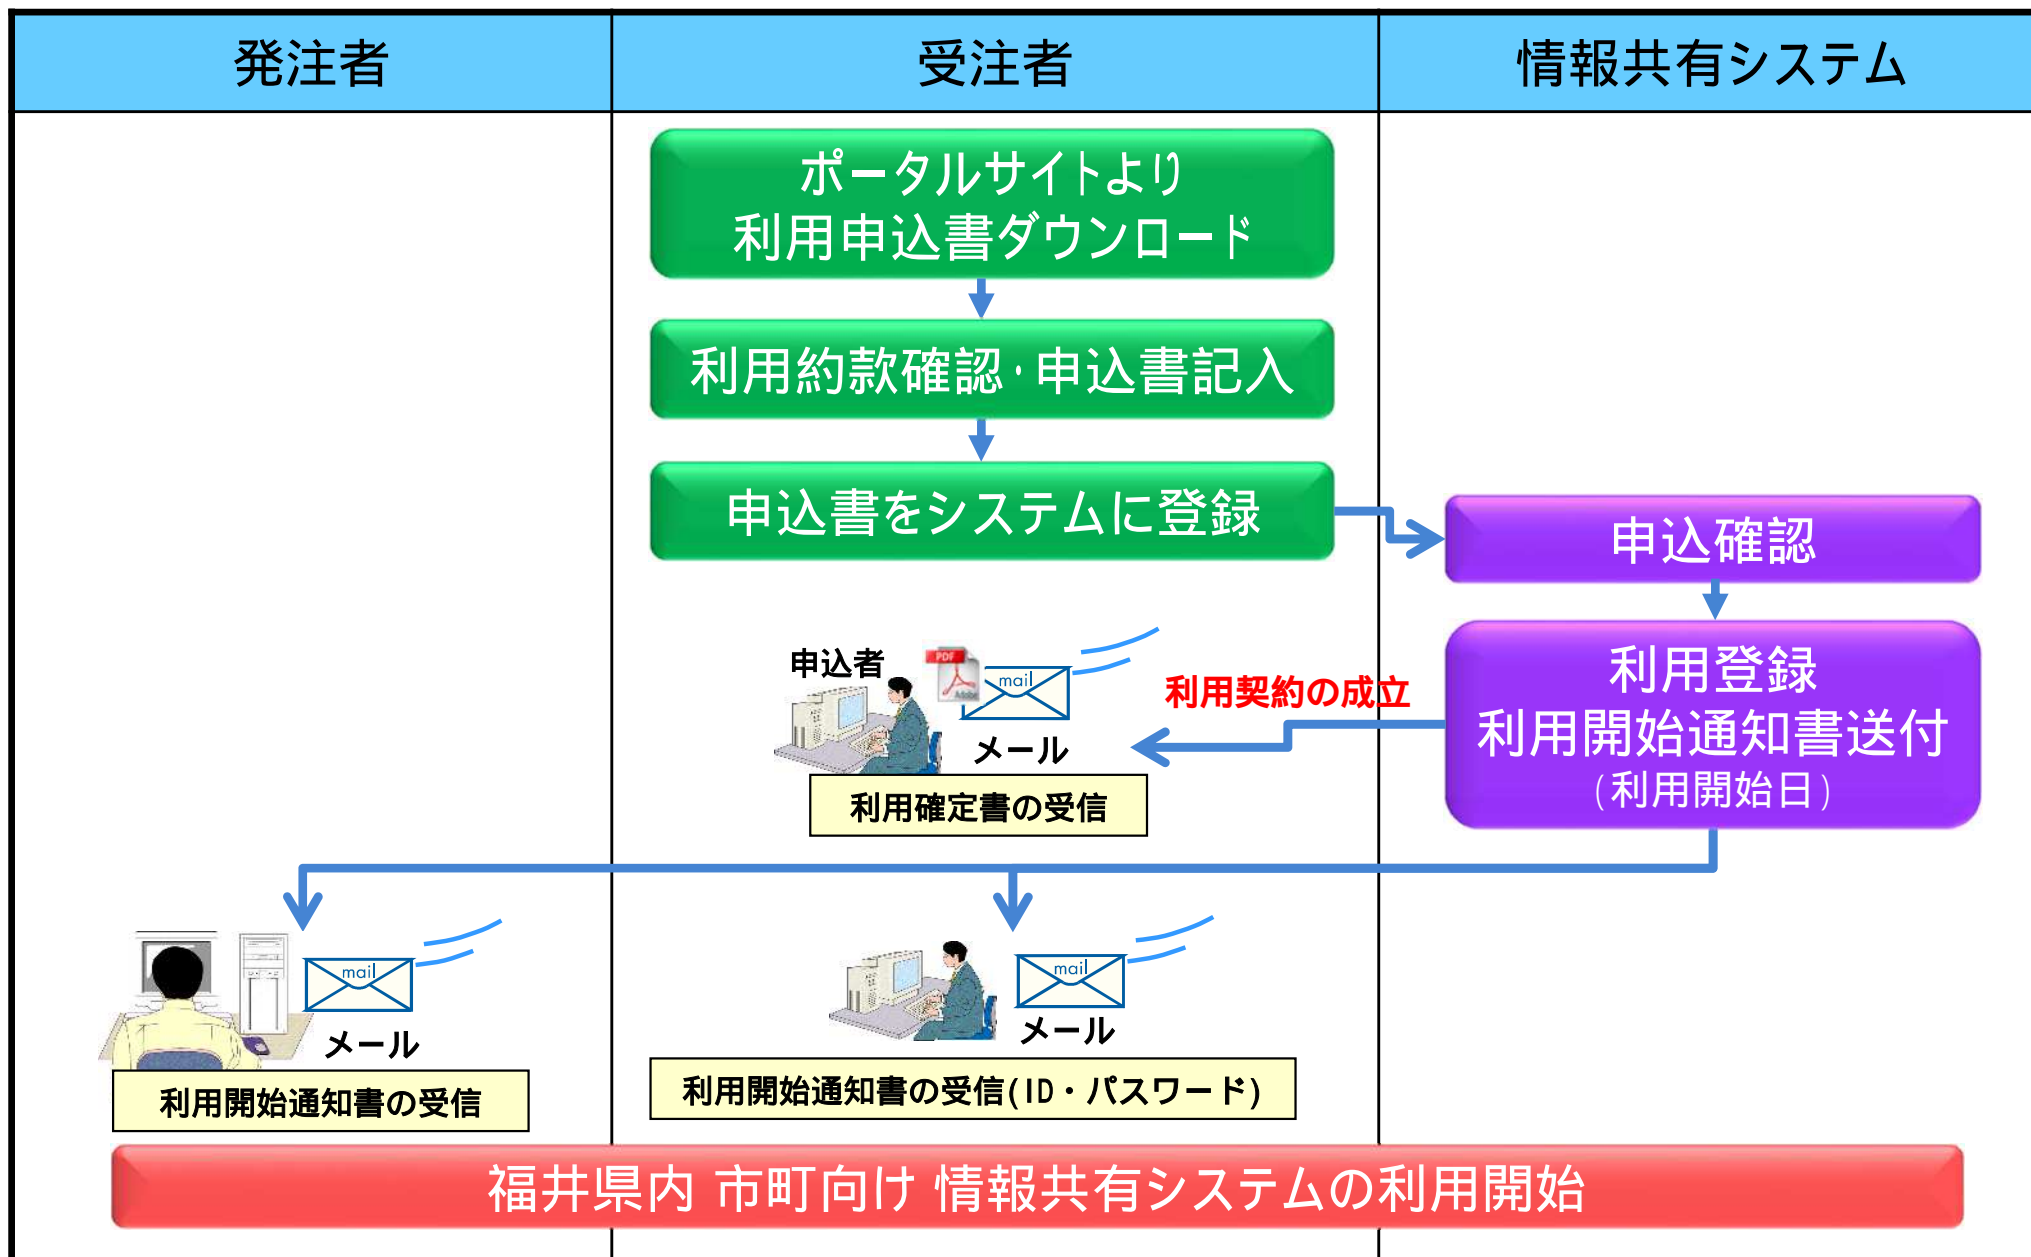 発注者
受注者
情報共有システム
ポータルサイトより
利用申込書ダウンロード
利用約款確認・申込書記入
申込書をシステムに登録
申込確認
利用登録
利用開始通知書送付
(利用開始日)
利用契約の成立
申込者
PDF
Adobe
mail
メール
利用確定書の受信
mail
メール
利用開始通知書の受信
mail
メール
利用開始通知書の受信(ID・パスワード)
福井県内 市町向け 情報共有システムの利用開始